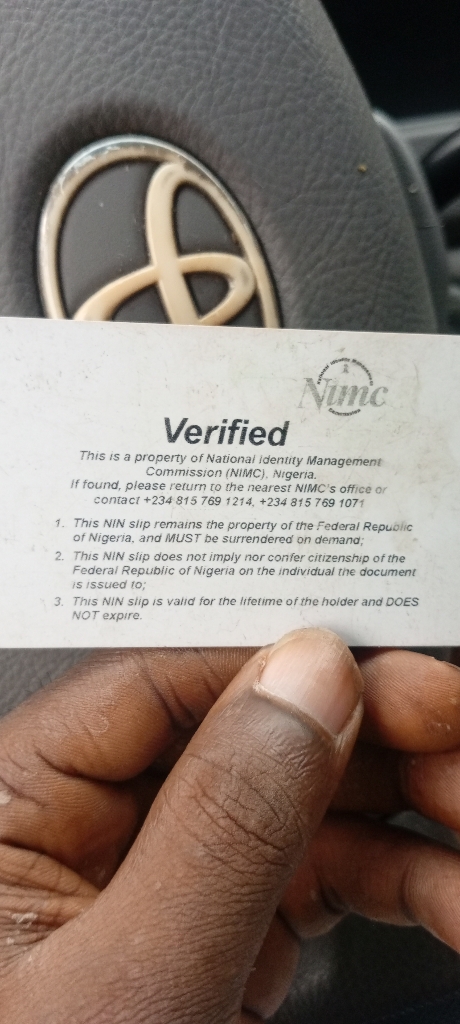 Nimc
Verified
This is a property of National Identity Management
Commission (NIMC), Nigeria.
If found, please return to the nearest NIMC's office or
contact +234 815 769 1214, +234 815 769 1071
1. This NIN slip remains the property of the Federal Republic
of Nigeria, and MUST be surrendered on demand;
2. This NIN slip does not imply nor confer citizenship of the
Federal Republic of Nigeria on the individual the document
is issued to;
3. This NIN slip is valid for the lifetime of the holder and DOES
NOT expire.